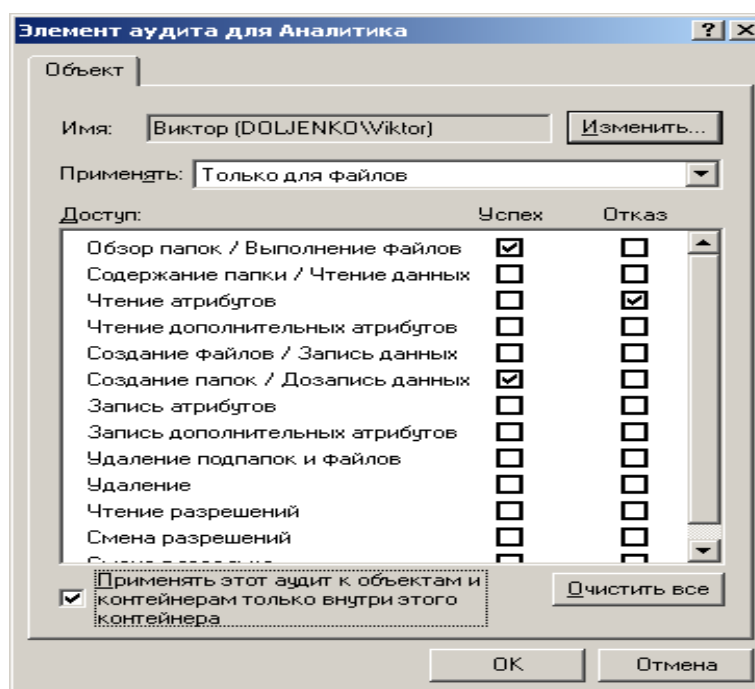 Элемент аудита для Аналитика
Объект
Имя: Виктор (DOLJENKO\Viktor) Изменить...
Применять: Только для файлов
Доступ: Успех Отказ
Обзор папок / Выполнение файлов
Содержание папки / Чтение данных
Чтение атрибутов
Чтение дополнительных атрибутов
Создание файлов / Запись данных
Создание папок / Дозапись данных
Запись атрибутов
Запись дополнительных атрибутов
Удаление подпапок и файлов
Удаление
Чтение разрешений
Смена разрешений
Применять этот аудит к объектам и
контейнерам только внутри этого
контейнера
Очистить все
OK Отмена